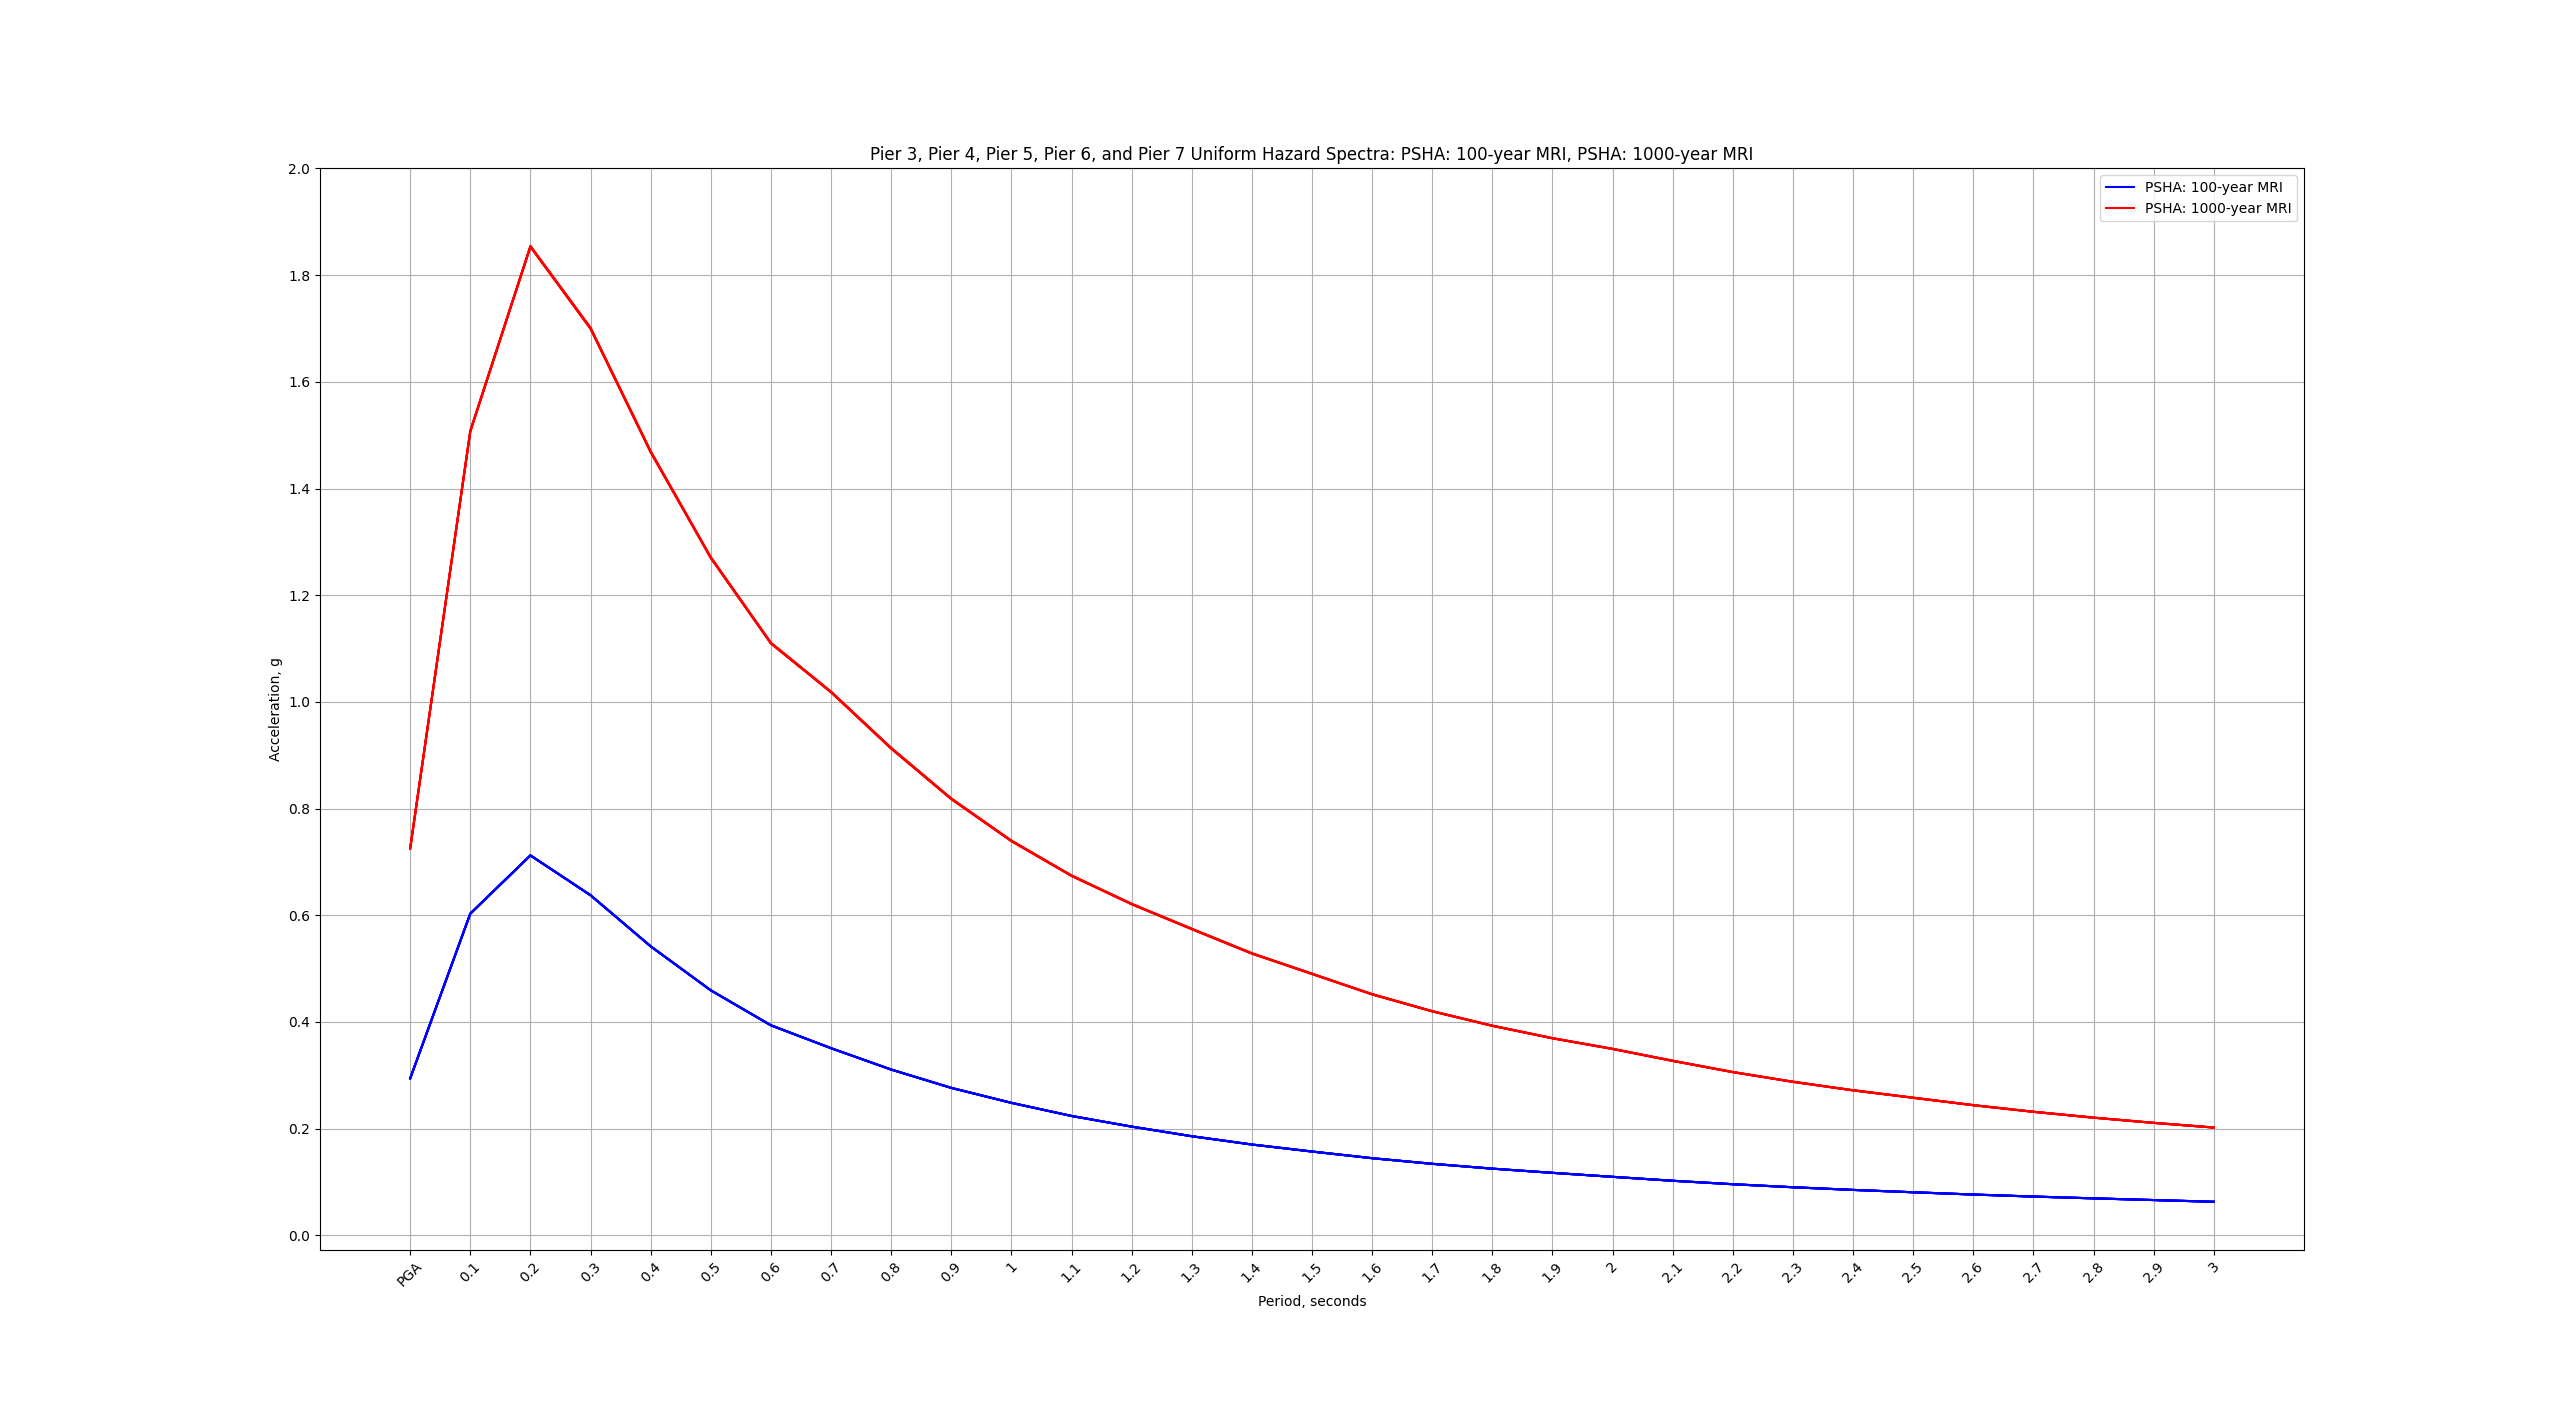 Pier 3, Pier 4, Pier 5, Pier 6, and Pier 7 Uniform Hazard Spectra: PSHA: 100-year MRI, PSHA: 1000-year MRI
PSHA: 100-year MRI
PSHA: 1000-year MRI
2.0
1.8
1.6
1.4
1.2
1.0
0.8
0.6
0.4
0.2
0.0
Acceleration, g
PGA 0.1 0.2 0.3 0.4 0.5 0.6 0.7 0.8 0.9 1 1.1 1.2 1.3 1.4 1.5 1.6 1.7 1.8 1.9 2 2.1 2.2 2.3 2.4 2.5 2.6 2.7 2.8 2.9 3
Period, seconds